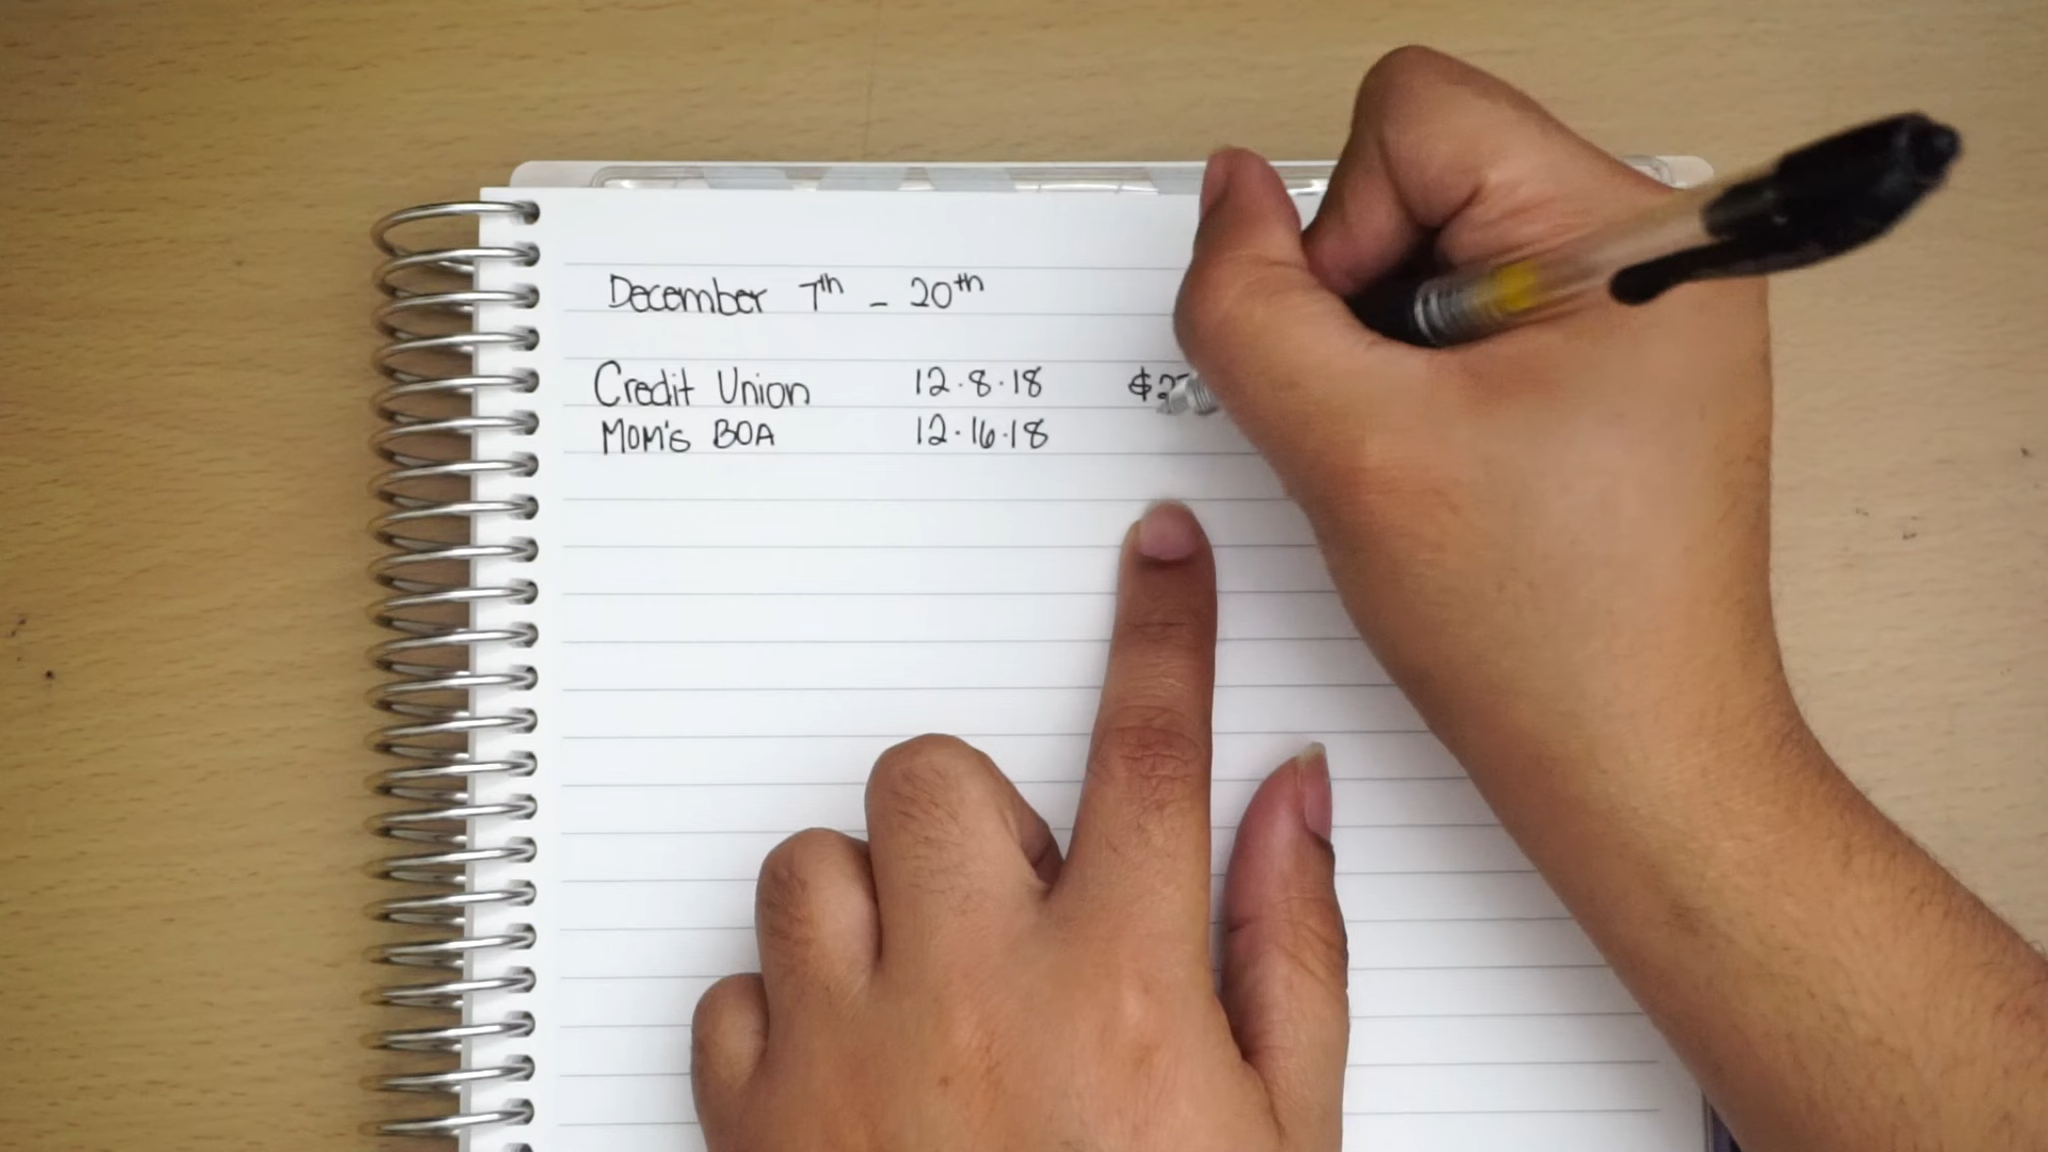 December 7th - 20th
Credit Union 12.8.18
Mom's BOA 12.16.18